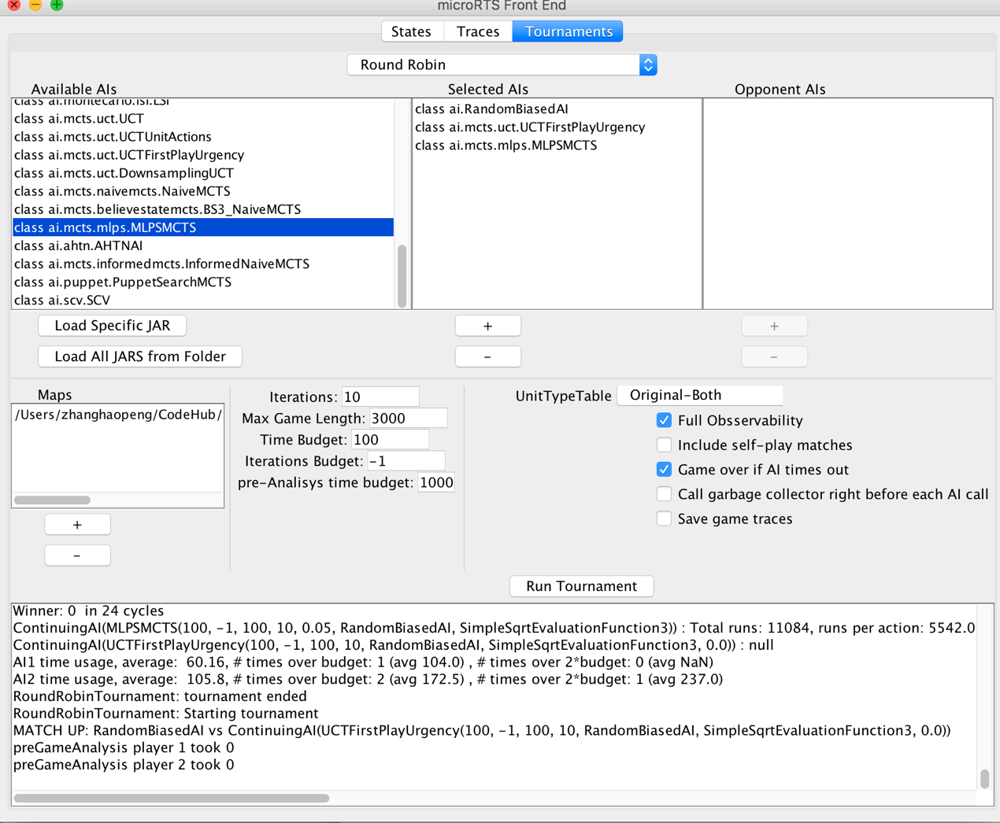 microRTS Front End
States Traces Tournaments
Round Robin
Available AIs Selected AIs Opponent AIs
class ai.montecarlo.lsi.LSI
class ai.mcts.uct.UCT
class ai.mcts.uct.UCTUnitActions
class ai.mcts.uct.UCTFirstPlayUrgency
class ai.mcts.uct.DownsamplingUCT
class ai.mcts.naivemcts.NaiveMCTS
class ai.mcts.believestatemcts.BS3_NaiveMCTS
class ai.mcts.mlps.MLPSMCTS
class ai.ahtn.AHTNAI
class ai.mcts.informedmcts.InformedNaiveMCTS
class ai.puppet.PuppetSearchMCTS
class ai.scv.SCV
class ai.RandomBiasedAI
class ai.mcts.uct.UCTFirstPlayUrgency
class ai.mcts.mlps.MLPSMCTS
Load Specific JAR + +
Load All JARS from Folder - -
Maps
/Users/zhanghaopeng/CodeHub/
+
-
Iterations: 10
Max Game Length: 3000
Time Budget: 100
Iterations Budget: -1
pre-Analisys time budget: 1000
UnitTypeTable Original-Both
Full Obsservability
Include self-play matches
Game over if AI times out
Call garbage collector right before each AI call
Save game traces
Run Tournament
Winner: 0 in 24 cycles
ContinuingAI(MLPSMCTS(100, -1, 100, 10, 0.05, RandomBiasedAI, SimpleSqrtEvaluationFunction3)) : Total runs: 11084, runs per action: 5542.0
ContinuingAI(UCTFirstPlayUrgency(100, -1, 100, 10, RandomBiasedAI, SimpleSqrtEvaluationFunction3, 0.0)) : null
AI1 time usage, average: 60.16, # times over budget: 1 (avg 104.0) , # times over 2*budget: 0 (avg NaN)
AI2 time usage, average: 105.8, # times over budget: 2 (avg 172.5) , # times over 2*budget: 1 (avg 237.0)
RoundRobinTournament: tournament ended
RoundRobinTournament: Starting tournament
MATCH UP: RandomBiasedAI vs ContinuingAI(UCTFirstPlayUrgency(100, -1, 100, 10, RandomBiasedAI, SimpleSqrtEvaluationFunction3, 0.0))
preGameAnalysis player 1 took 0
preGameAnalysis player 2 took 0